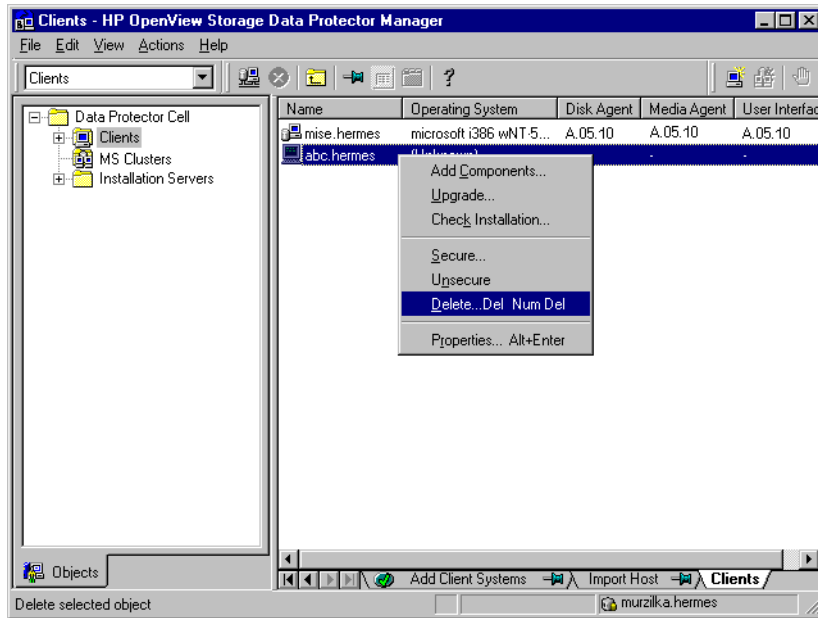 Clients - HP OpenView Storage Data Protector Manager
File Edit View Actions Help
Clients
Data Protector Cell
Clients
MS Clusters
Installation Servers
Name Operating System Disk Agent Media Agent User Interfac
mise.hermes microsoft i386 wNT-5... A.05.10 A.05.10 A.05.10
abc.hermes - -
Add Components...
Upgrade...
Check Installation...
Secure...
Unsecure
Delete...Del Num Del
Properties... Alt+Enter
Objects
Add Client Systems Import Host Clients
Delete selected object
murzilka.hermes